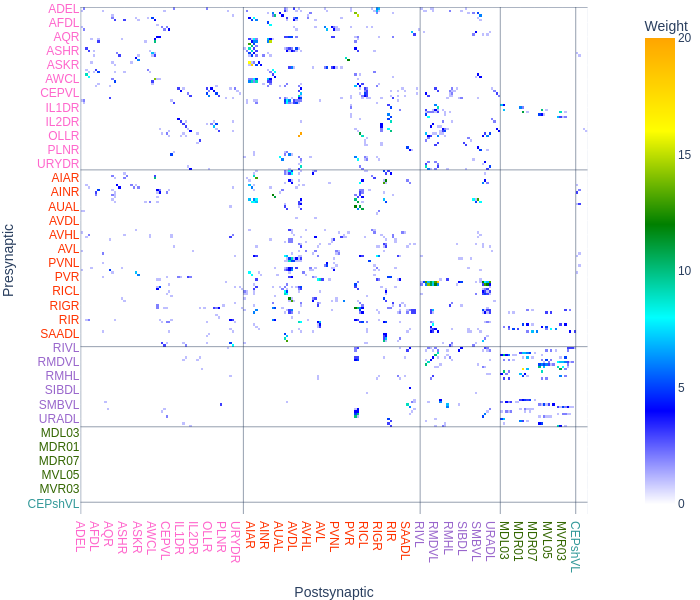 Weight
20
15
10
5
0
Presynaptic
ADEL
AFDL
AQR
ASHR
ASKR
AWCL
CEPVL
IL1DR
IL2DR
OLLR
PLNR
URYDR
AIAR
AINR
AUAL
AVDL
AVHL
AVL
PVNL
PVR
RICL
RIGR
RIR
SAADL
RIVL
RMDVL
RMHL
SIBDL
SMBVL
URADL
MDL03
MDR01
MDR07
MVL05
MVR03
CEPshVL
ADEL
AFDL
AQR
ASHR
ASKR
AWCL
CEPVL
IL1DR
IL2DR
OLLR
PLNR
URYDR
AIAR
AINR
AUAL
AVDL
AVHL
AVL
PVNL
PVR
RICL
RIGR
RIR
SAADL
RIVL
RMDVL
RMHL
SIBDL
SMBVL
URADL
MDL03
MDR01
MDR07
MVL05
MVR03
CEPshVL
Postsynaptic